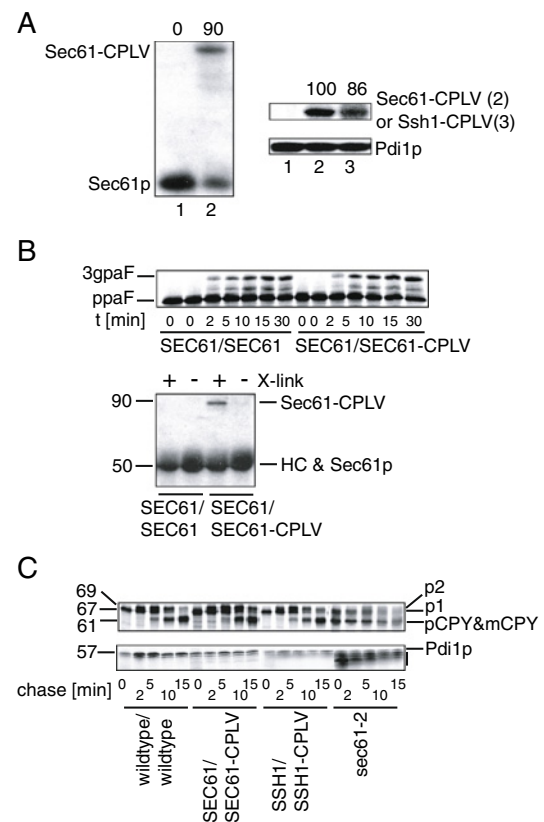 A
0 90
Sec61-CPLV
Sec61p
1 2
100 86
Sec61-CPLV (2)
or Ssh1-CPLV(3)
Pdi1p
1 2 3
B
3gpaF
ppaF
t [min] 0 0 2 5 10 15 30 0 0 2 5 10 15 30
SEC61/SEC61 SEC61/SEC61-CPLV
+ - + - X-link
90 Sec61-CPLV
50 HC & Sec61p
SEC61/
SEC61
SEC61/
SEC61-CPLV
C
69 p2
67 p1
61 pCPY&mCPY
57 Pdi1p
chase [min] 0 2 5 10 15 0 2 5 10 15 0 2 5 10 15 0 2 5 10 15
wildtype/
wildtype
SEC61/
SEC61-CPLV
SSH1/
SSH1-CPLV
sec61-2